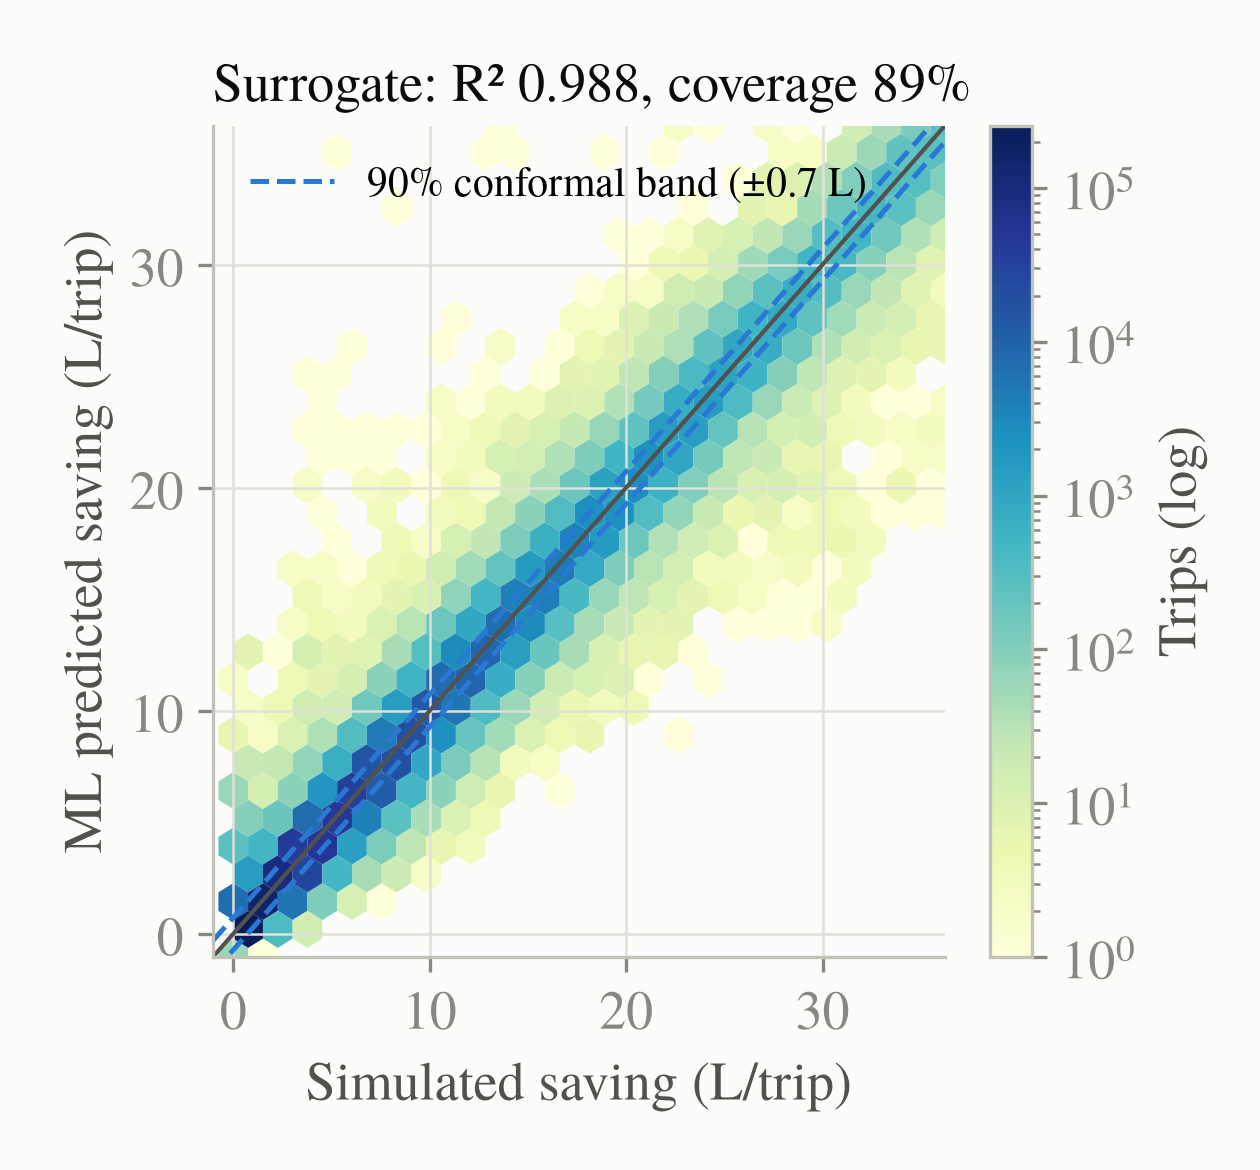 Surrogate: R² 0.988, coverage 89%
90% conformal band (±0.7 L)
ML predicted saving (L/trip)
30
20
10
0
0
10
20
30
Simulated saving (L/trip)
10⁵
10⁴
10³
10²
10¹
10⁰
Trips (log)